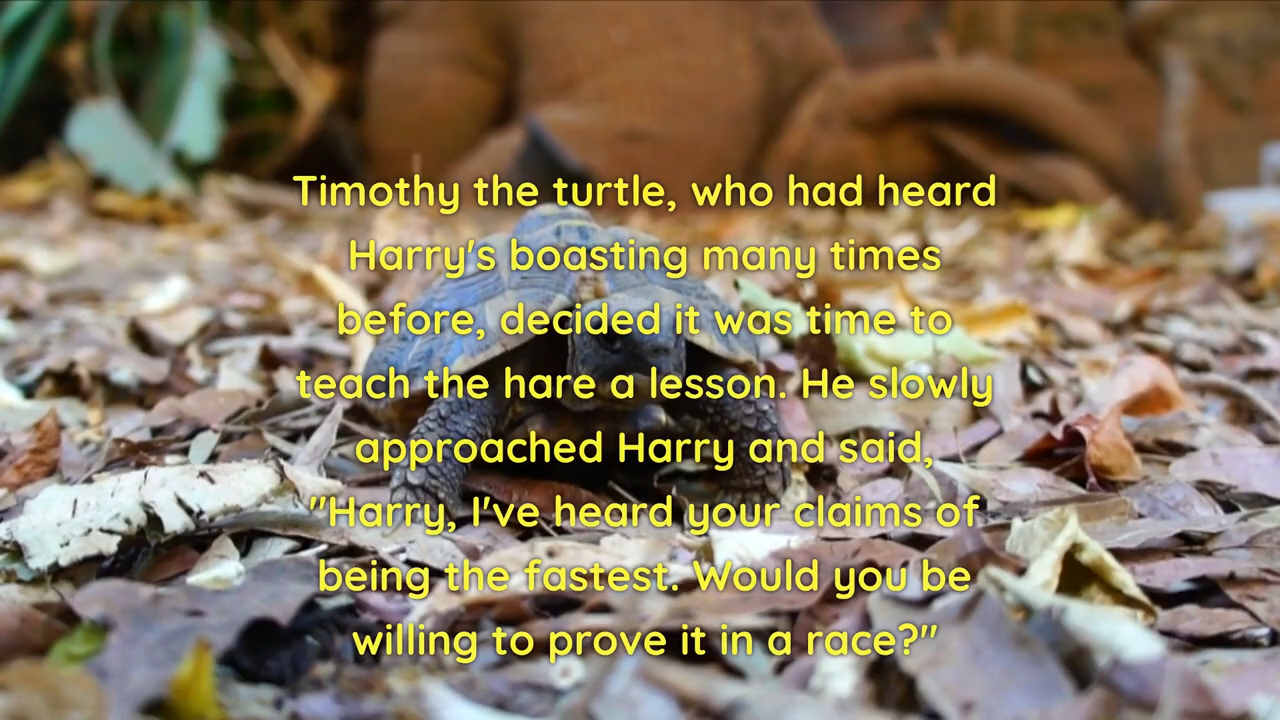 Timothy the turtle, who had heard
Harry's boasting many times
before, decided it was time to
teach the hare a lesson. He slowly
approached Harry and said,
"Harry, I've heard your claims of
being the fastest. Would you be
willing to prove it in a race?"